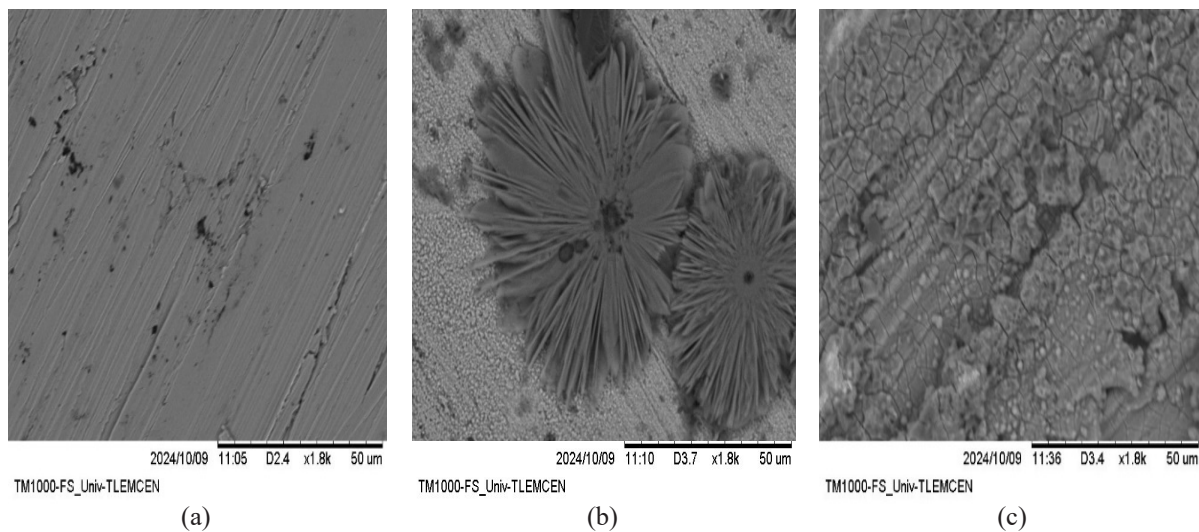 2024/10/09 11:05 D2.4 x1.8k 50 um
TM1000-FS_Univ-TLEMCEN
(a)
2024/10/09 11:10 D3.7 x1.8k 50 um
TM1000-FS_Univ-TLEMCEN
(b)
2024/10/09 11:36 D3.4 x1.8k 50 um
TM1000-FS_Univ-TLEMCEN
(c)